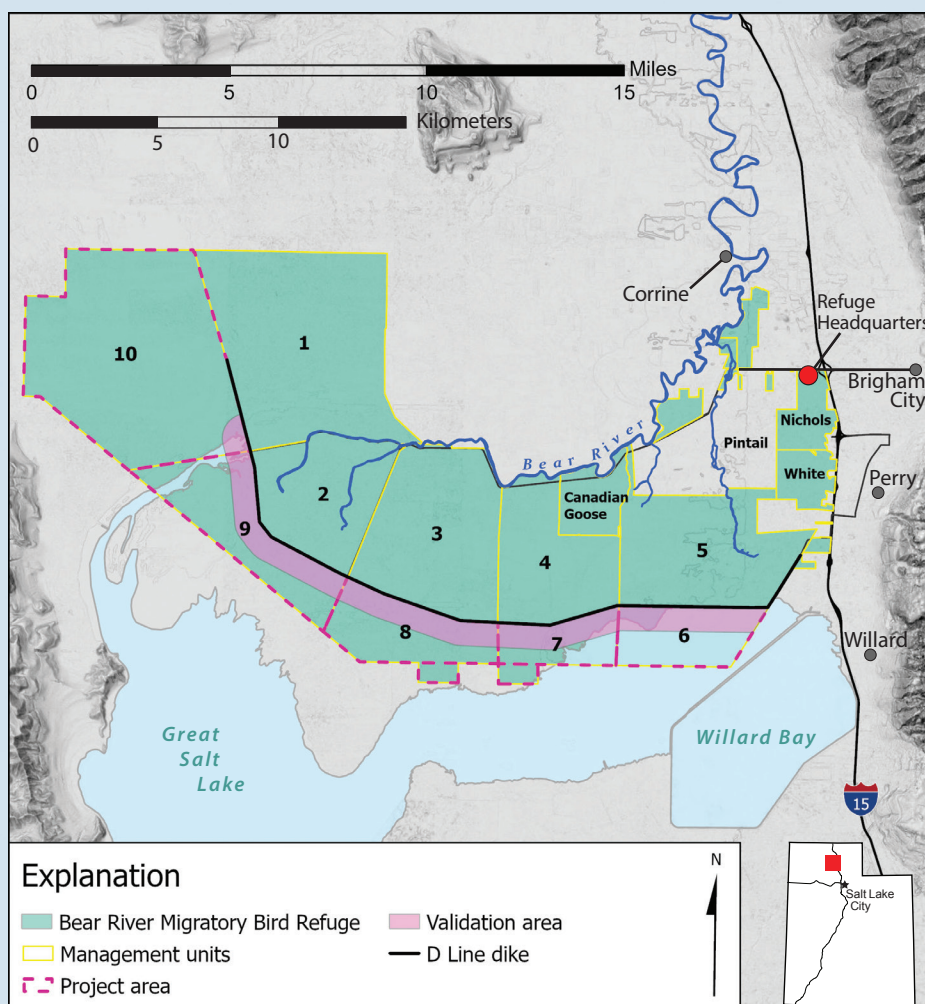 Miles
0 5 10 15
Kilometers
0 5 10
Corrine
Refuge
Headquarters
Brigham
City
10
1
Nichols
Pintail
Bear River
White
Perry
2
Canadian
Goose
3
9
4
5
8
7
6
Willard
Great
Salt
Lake
Willard Bay
15
Explanation
Bear River Migratory Bird Refuge
Validation area
Management units
D Line dike
Project area
N
Salt Lake
City